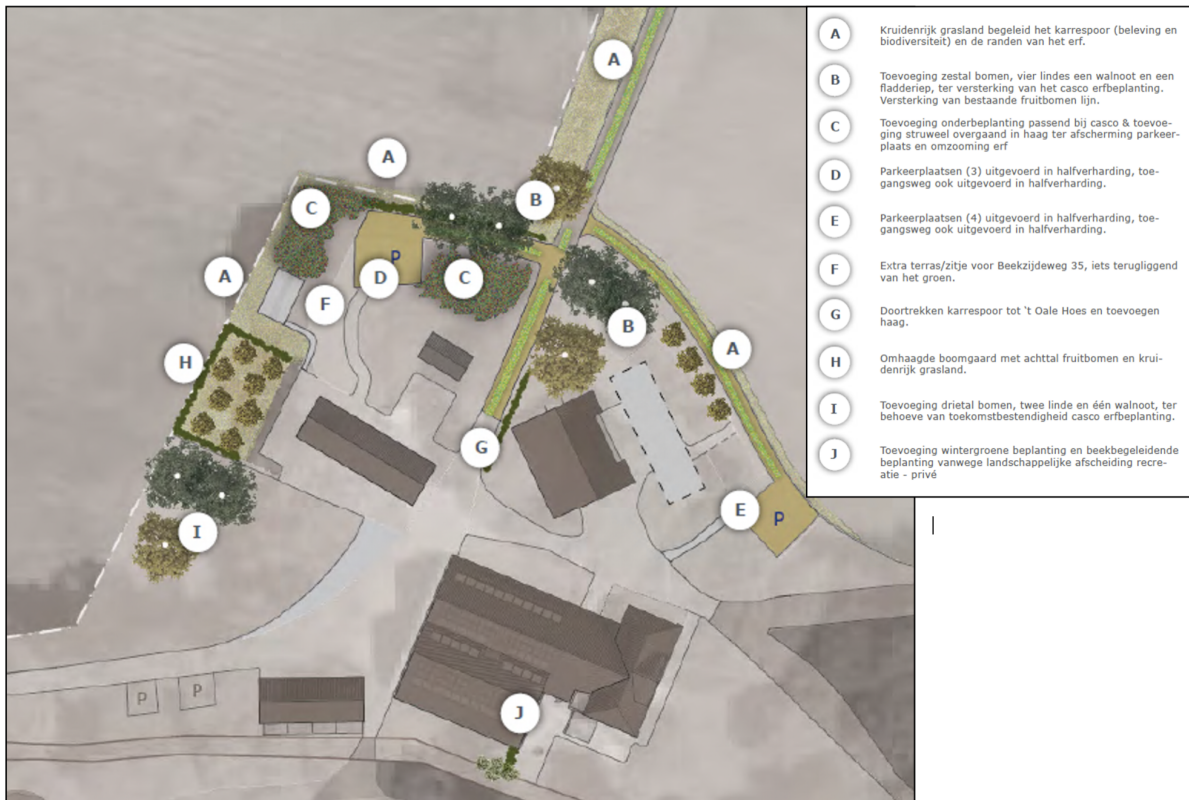 A
Kruidenrijk grasland begeleid het karrespoor (beleving en
biodiversiteit) en de randen van het erf.
B
Toevoeging zestal bomen, vier lindes een walnoot en een
fladderiep, ter versterking van het casco erfbeplanting.
Versterking van bestaande fruitbomen lijn.
C
Toevoeging onderbeplanting passend bij casco & toevoe-
ging struweel overgaand in haag ter afscherming parkeer-
plaats en omzooming erf
D
Parkeerplaatsen (3) uitgevoerd in halfverharding, toe-
gangsweg ook uitgevoerd in halfverharding.
E
Parkeerplaatsen (4) uitgevoerd in halfverharding, toe-
gangsweg ook uitgevoerd in halfverharding.
F
Extra terras/zitje voor Beekzijdeweg 35, iets terugliggend
van het groen.
G
Doortrekken karrespoor tot 't Oale Hoes en toevoegen
haag.
H
Omhaagde boomgaard met achttal fruitbomen en krui-
denrijk grasland.
I
Toevoeging drietal bomen, twee linde en één walnoot, ter
behoeve van toekomstbestendigheid casco erfbeplanting.
J
Toevoeging wintergroene beplanting en beekbegeleidende
beplanting vanwege landschappelijke afscheiding recre-
atie - privé
A
A
B
C
P
D
C
A
F
B
A
H
G
E
P
I
P
P
J